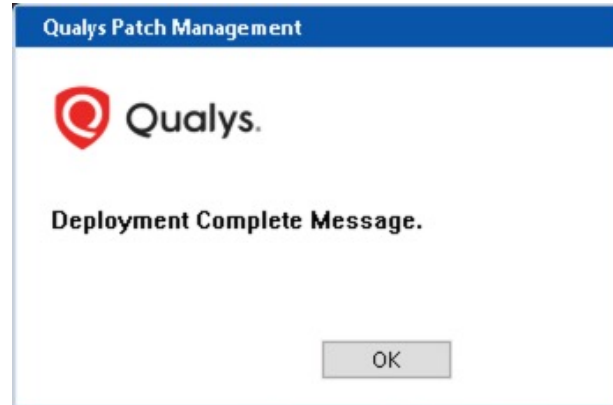 Qualys Patch Management
Qualys.
Deployment Complete Message.
OK